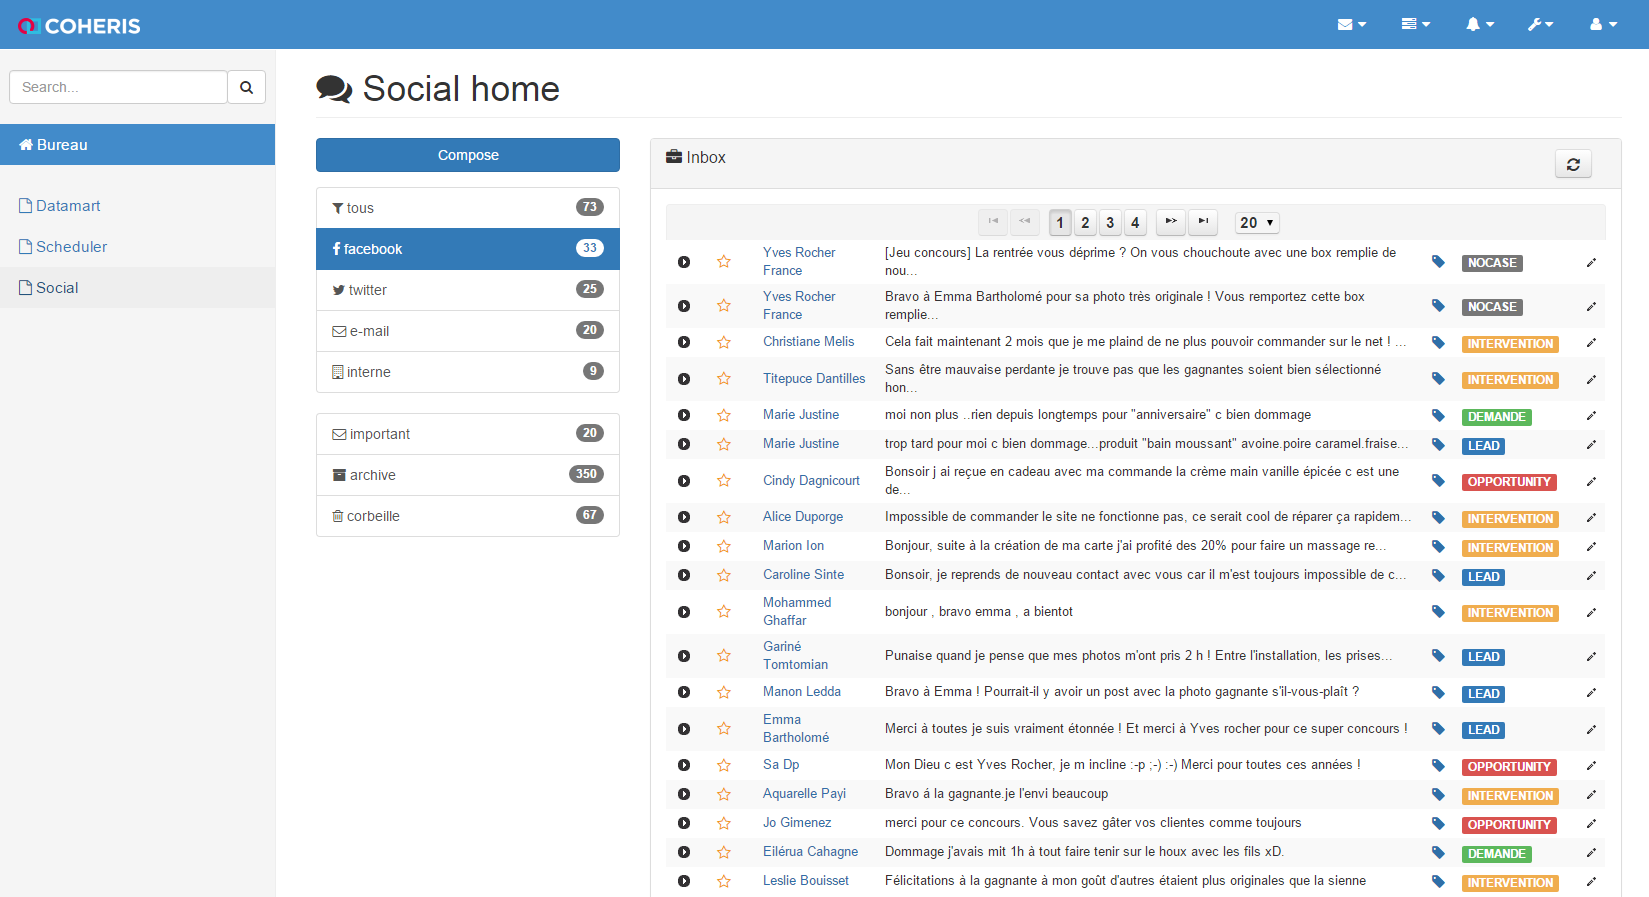 COHERIS
Search...
Bureau
Datamart
Scheduler
Social
Social home
Compose
tous 73
facebook 33
twitter 25
e-mail 20
interne 9
important 20
archive 350
corbeille 67
Inbox
1 2 3 4 20
Yves Rocher France [Jeu concours] La rentrée vous déprime ? On vous chouchoute avec une box remplie de nou... NOCASE
Yves Rocher France Bravo à Emma Bartholomé pour sa photo très originale ! Vous remportez cette box remplie... NOCASE
Christiane Melis Cela fait maintenant 2 mois que je me plaind de ne plus pouvoir commander sur le net ! ... INTERVENTION
Titepuce Dantilles Sans être mauvaise perdante je trouve pas que les gagnantes soient bien sélectionné hon... INTERVENTION
Marie Justine moi non plus ..rien depuis longtemps pour "anniversaire" c bien dommage DEMANDE
Marie Justine trop tard pour moi c bien dommage...produit "bain moussant" avoine.poire caramel.fraise... LEAD
Cindy Dagnicourt Bonsoir j ai reçue en cadeau avec ma commande la crème main vanille épicée c est une de... OPPORTUNITY
Alice Duporge Impossible de commander le site ne fonctionne pas, ce serait cool de réparer ça rapidem... INTERVENTION
Marion Ion Bonjour, suite à la création de ma carte j'ai profité des 20% pour faire un massage re... INTERVENTION
Caroline Sinte Bonsoir, je reprends de nouveau contact avec vous car il m'est toujours impossible de c... LEAD
Mohammed Ghaffar bonjour , bravo emma , a bientot INTERVENTION
Gariné Tomtomian Punaise quand je pense que mes photos m'ont pris 2 h ! Entre l'installation, les prises... LEAD
Manon Ledda Bravo à Emma ! Pourrait-il y avoir un post avec la photo gagnante s'il-vous-plaît ? LEAD
Emma Bartholomé Merci à toutes je suis vraiment étonnée ! Et merci à Yves rocher pour ce super concours ! LEAD
Sa Dp Mon Dieu c est Yves Rocher, je m incline :-p ;-) :-) Merci pour toutes ces années ! OPPORTUNITY
Aquarelle Payi Bravo á la gagnante.je l'envi beaucoup INTERVENTION
Jo Gimenez merci pour ce concours. Vous savez gâter vos clientes comme toujours OPPORTUNITY
Eilérua Cahagne Dommage j'avais mit 1h à tout faire tenir sur le houx avec les fils xD. DEMANDE
Leslie Bouisset Félicitations à la gagnante à mon goût d'autres étaient plus originales que la sienne INTERVENTION